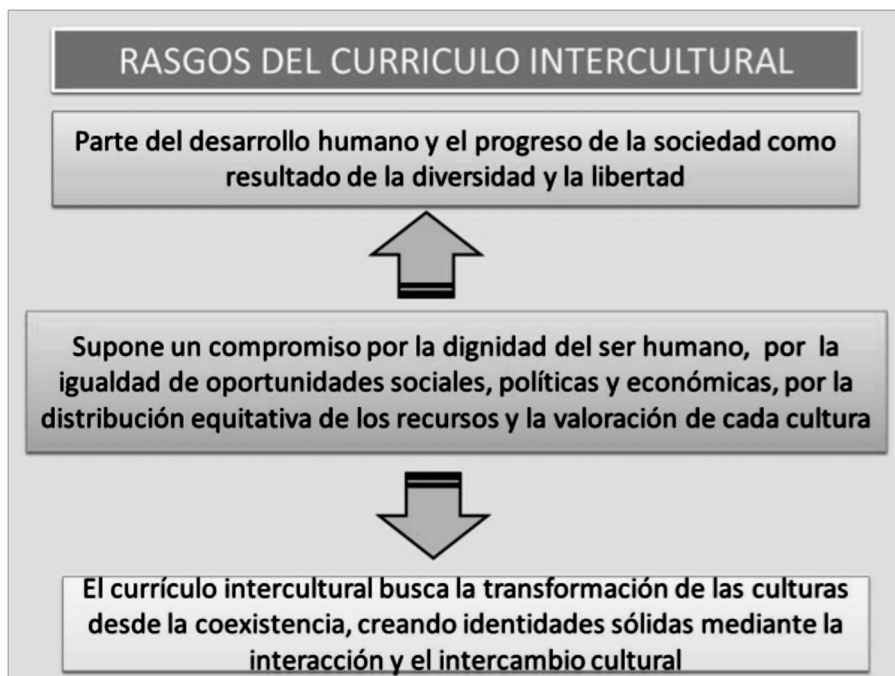 RASGOS DEL CURRICULO INTERCULTURAL
Parte del desarrollo humano y el progreso de la sociedad como
resultado de la diversidad y la libertad
Supone un compromiso por la dignidad del ser humano, por la
igualdad de oportunidades sociales, políticas y económicas, por la
distribución equitativa de los recursos y la valoración de cada cultura
El currículo intercultural busca la transformación de las culturas
desde la coexistencia, creando identidades sólidas mediante la
interacción y el intercambio cultural